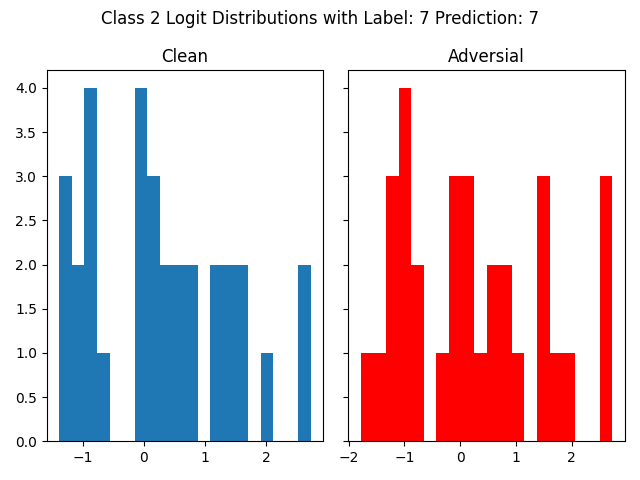 Class 2 Logit Distributions with Label: 7 Prediction: 7
Clean
Adversial
4.0
3.5
3.0
2.5
2.0
1.5
1.0
0.5
0.0
−1 0 1 2
−2 −1 0 1 2